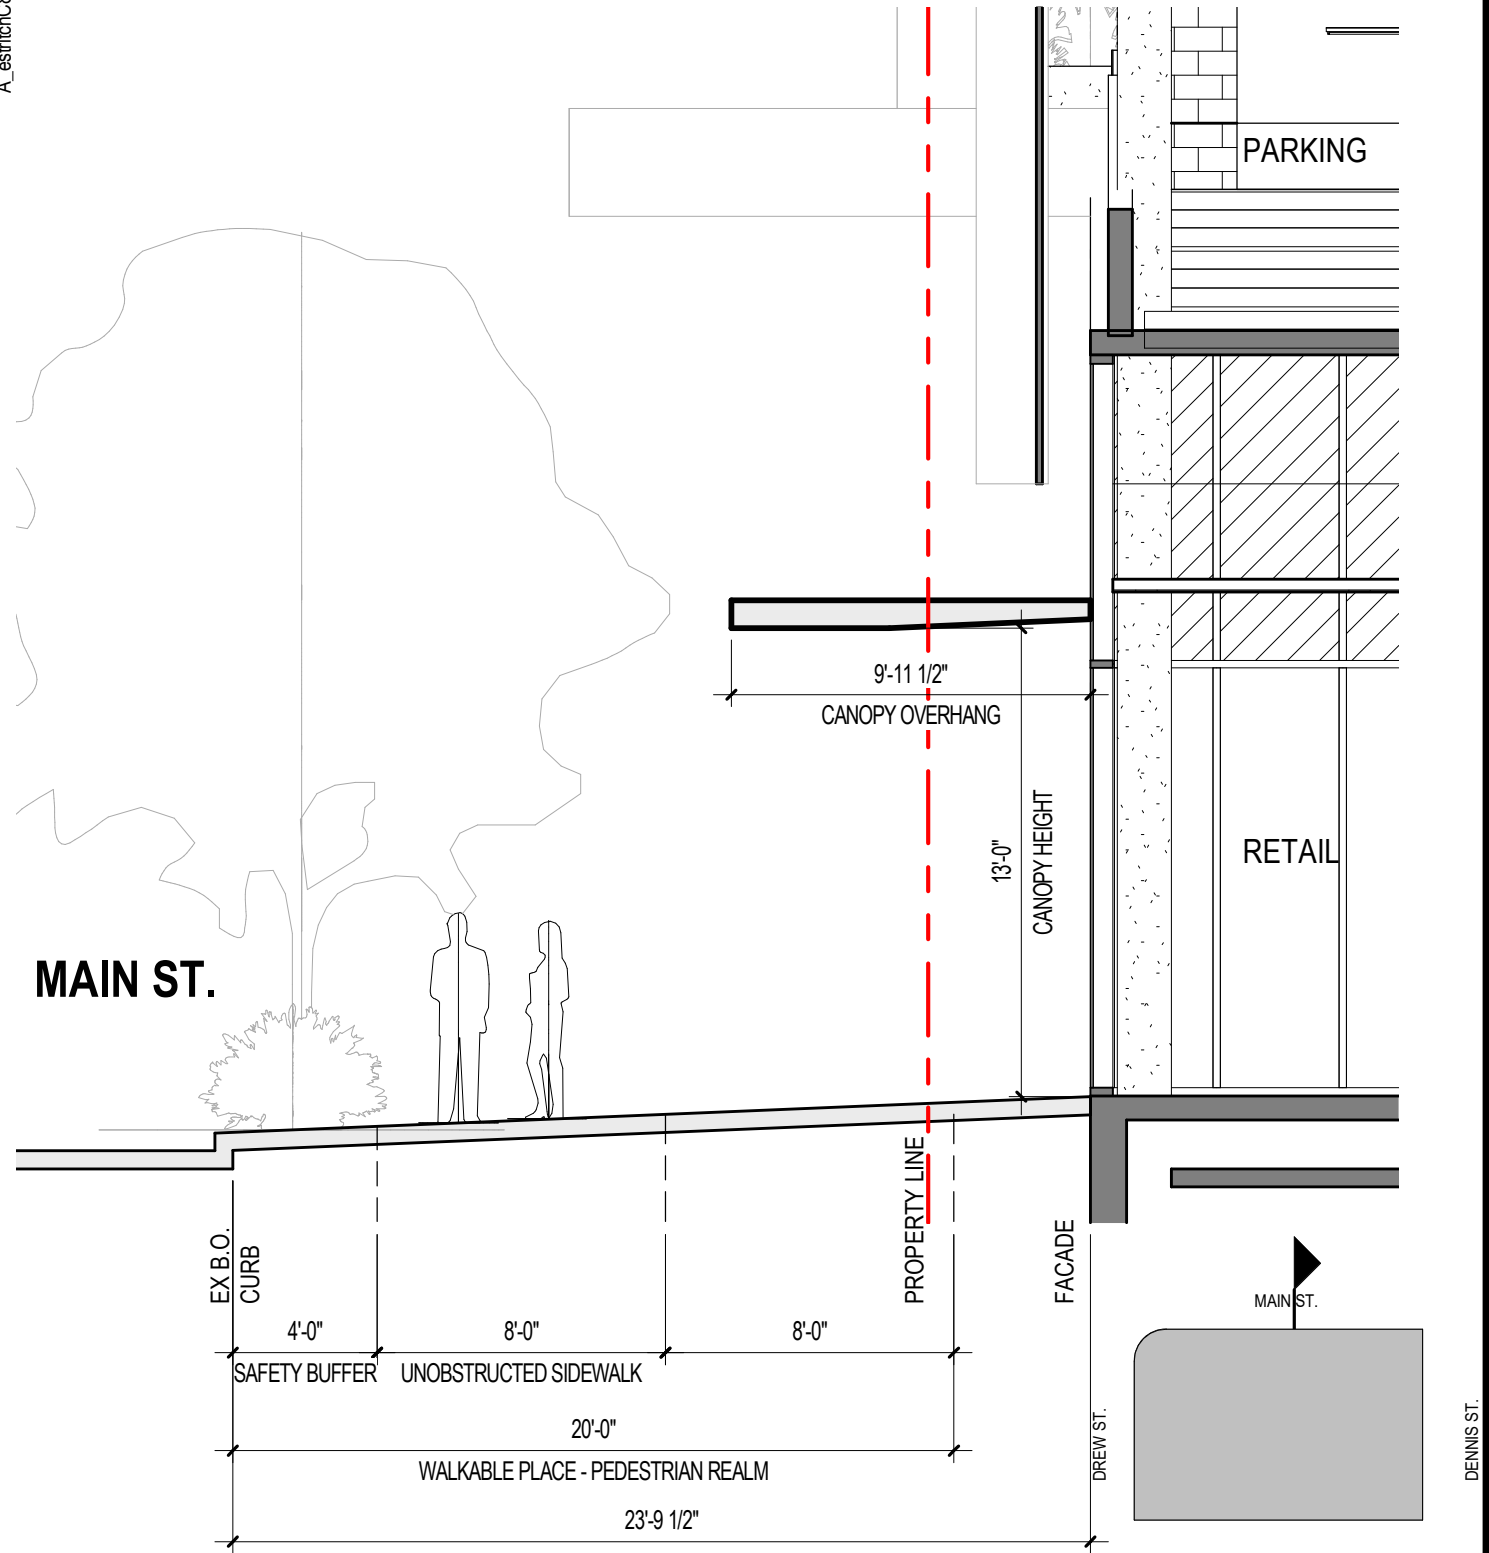 PARKING
9'-11 1/2"
CANOPY OVERHANG
13'-0"
CANOPY HEIGHT
RETAIL
MAIN ST.
EX B.O.
CURB
PROPERTY LINE
FACADE
MAIN ST.
4'-0"
8'-0"
8'-0"
SAFETY BUFFER
UNOBSTRUCTED SIDEWALK
20'-0"
WALKABLE PLACE - PEDESTRIAN REALM
DREW ST.
DENNIS ST.
23'-9 1/2"